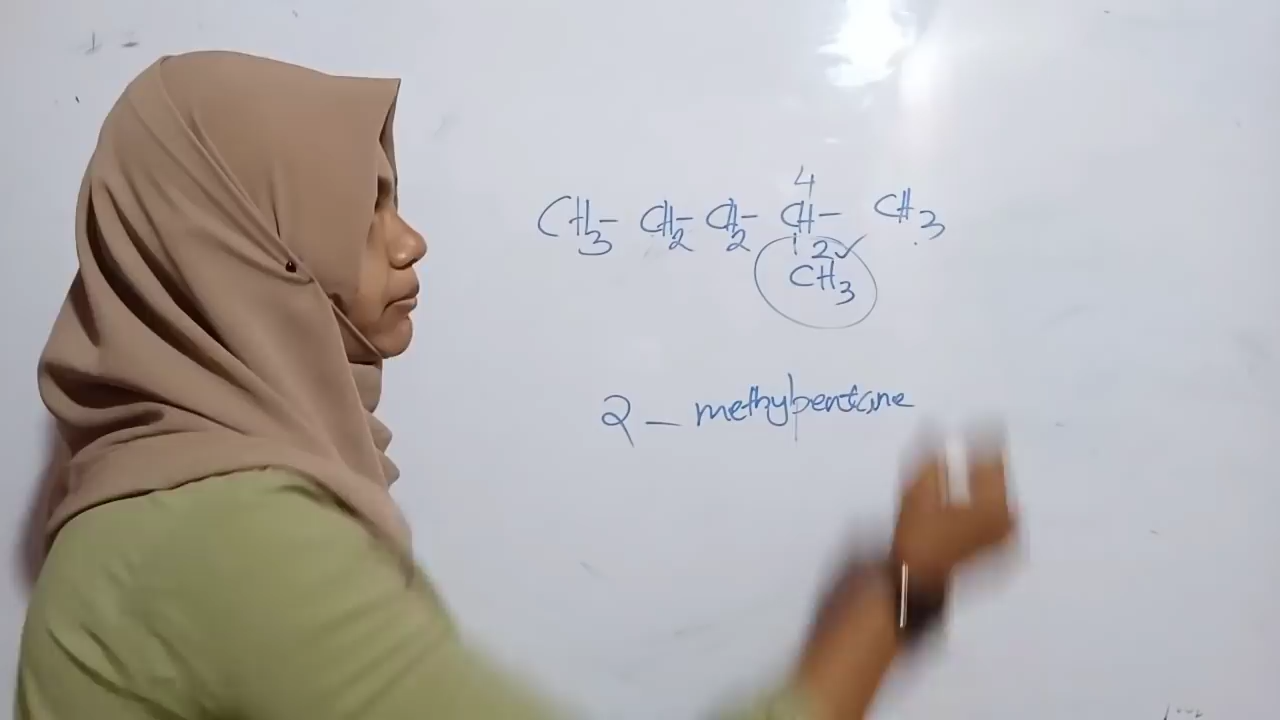 4
CH3- CH2- CH2- CH- CH3
2✓
CH3
2 - methylpentane